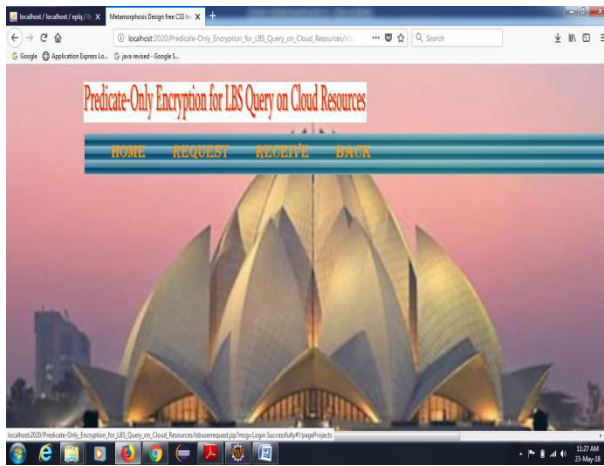 localhost / localhost / eplq /
Metamorphosis Design free CSS
localhost:2020/Predicate-Only_Encryption_for_LBS_Query_on_Cloud_Resources/
Search
Google
Application Express Lo...
java revised - Google S...
Predicate-Only Encryption for LBS Query on Cloud Resources
HOME REQUEST RECEIVE BACK
localhost:2020/Predicate-Only_Encryption_for_LBS_Query_on_Cloud_Resources/lbsuserrequest.jsp?msg=Login Successfully#!/pageProjects
11:27 AM
23-May-18